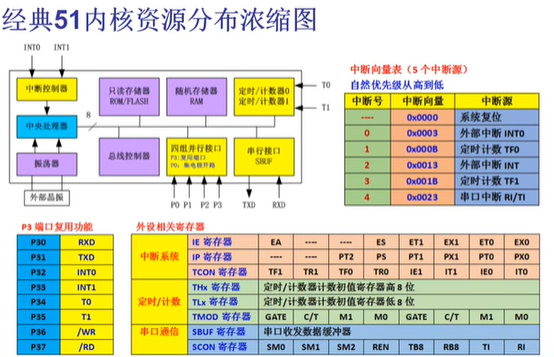 经典51内核资源分布浓缩图
INT0 INT1
中断控制器
中央处理器
振荡器
外部晶振
8
只读存储器
ROM/FLASH
随机存储器
RAM
定时/计数器0
定时/计数器1
T0
T1
总线控制器
四组并行接口
P3:复用端口
P0:集电极开路
串行接口
SBUF
P0 P1 P2 P3
TXD RXD
中断向量表（5 个中断源）
自然优先级从高到低
中断号 中断向量 中断源
---- 0x0000 系统复位
0 0x0003 外部中断 INT0
1 0x000B 定时计数 TF0
2 0x0013 外部中断 INT
3 0x001B 定时计数 TF1
4 0x0023 串口中断 RI/TI
P3 端口复用功能
P30 RXD
P31 TXD
P32 INT0
P33 INT1
P34 T0
P35 T1
P36 /WR
P37 /RD
外设相关寄存器
中断系统
IE 寄存器 EA ---- ---- ES ET1 EX1 ET0 EX0
IP 寄存器 ---- ---- PT2 PS PT1 PX1 PT0 PX0
TCON 寄存器 TF1 TR1 TF0 TR0 IE1 IT1 IE0 IT0
定时/计数
THx 寄存器 定时/计数器计数初值寄存器高 8 位
TLx 寄存器 定时/计数器计数初值寄存器低 8 位
TMOD 寄存器 GATE C/T M1 M0 GATE C/T M1 M0
串口通信
SBUF 寄存器 串口收发数据缓冲器
SCON 寄存器 SM0 SM1 SM2 REN TB8 RB8 TI RI